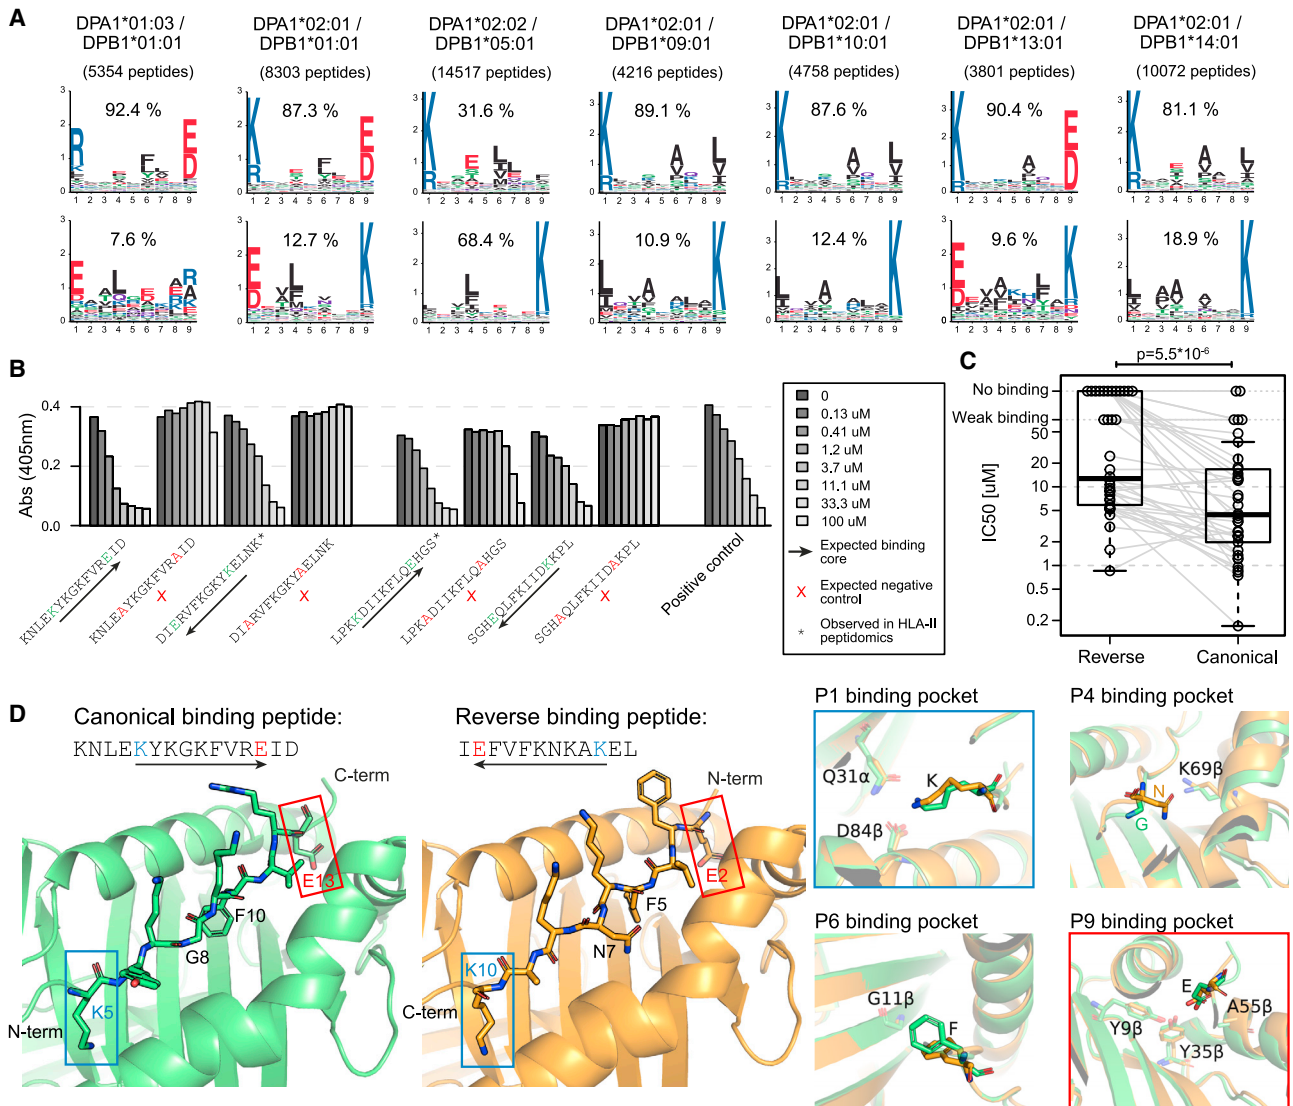 A
DPA1*01:03 /
DPB1*01:01
(5354 peptides)
DPA1*02:01 /
DPB1*01:01
(8303 peptides)
DPA1*02:02 /
DPB1*05:01
(14517 peptides)
DPA1*02:01 /
DPB1*09:01
(4216 peptides)
DPA1*02:01 /
DPB1*10:01
(4758 peptides)
DPA1*02:01 /
DPB1*13:01
(3801 peptides)
DPA1*02:01 /
DPB1*14:01
(10072 peptides)
92.4 %
87.3 %
31.6 %
89.1 %
87.6 %
90.4 %
81.1 %
7.6 %
12.7 %
68.4 %
10.9 %
12.4 %
9.6 %
18.9 %
B
Abs (405nm)
0.4
0.2
0.0
KNLEKYKGKFVREID
KNLEAYKGKFVRAID
X
DIERVFKGKYKELNK*
DIARVFKGKYAELNK
X
LPKKDIIKFLQEHGS*
LPKADIIKFLQAHGS
X
SGHEQLFKIIDKKPL
SGHAQLFKIIDAKPL
X
Positive control
0
0.13 uM
0.41 uM
1.2 uM
3.7 uM
11.1 uM
33.3 uM
100 uM
Expected binding
core
X Expected negative
control
* Observed in HLA-II
peptidomics
C
p=5.5*10-6
No binding
Weak binding
50
20
10
5
2
1
0.5
0.2
IC50 [uM]
Reverse
Canonical
D
Canonical binding peptide:
KNLEKYKGKFVREID
C-term
E13
F10
G8
K5
N-term
Reverse binding peptide:
IEFVFKNKAKEL
N-term
E2
F5
N7
K10
C-term
P1 binding pocket
Q31α
K
D84β
P4 binding pocket
K69β
N
G
P6 binding pocket
G11β
F
P9 binding pocket
E
A55β
Y9β
Y35β